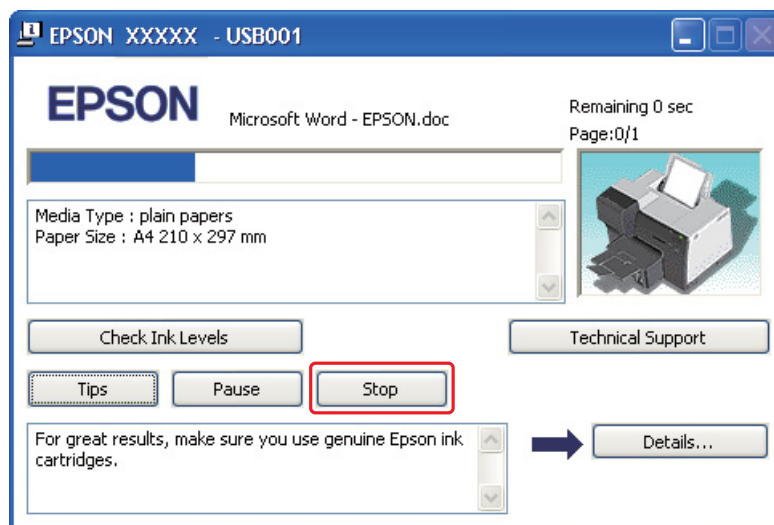 EPSON XXXXX - USB001
EPSON
Microsoft Word - EPSON.doc
Remaining 0 sec
Page:0/1
Media Type : plain papers
Paper Size : A4 210 x 297 mm
Check Ink Levels
Technical Support
Tips
Pause
Stop
For great results, make sure you use genuine Epson ink
cartridges.
Details...